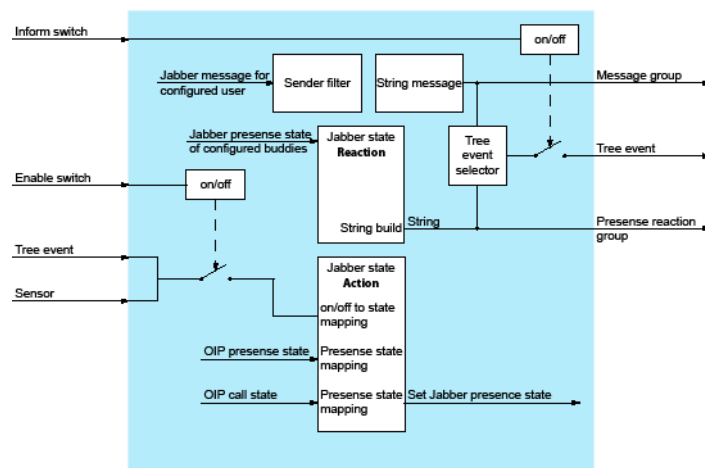 Inform switch
on/off
Jabber message for
configured user
Sender filter
String message
Message group
Jabber presense state
of configured buddies
Jabber state
Reaction
Tree
event
selector
Tree event
Enable switch
on/off
String build
String
Presense reaction
group
Tree event
Sensor
Jabber state
Action
on/off to state
mapping
OIP presense state
Presense state
mapping
OIP call state
Presense state
mapping
Set Jabber presence state